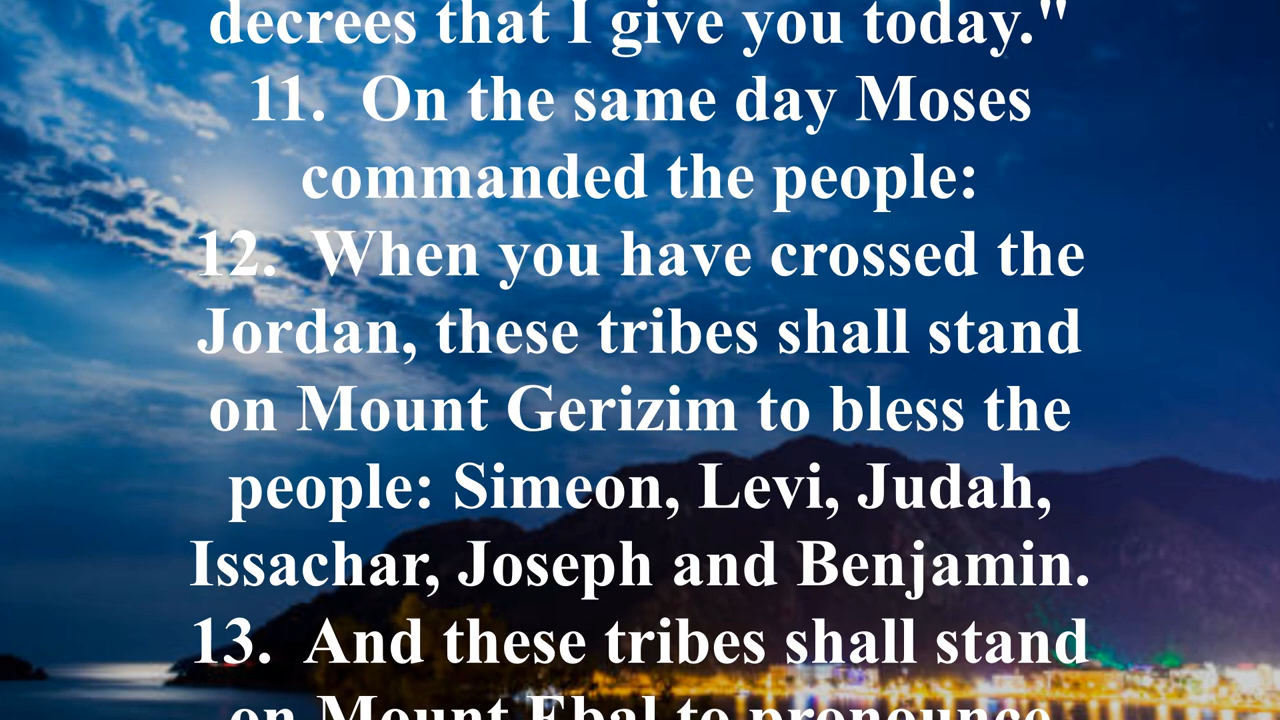 decrees that I give you today."
11.  On the same day Moses
commanded the people:
12.  When you have crossed the
Jordan, these tribes shall stand
on Mount Gerizim to bless the
people: Simeon, Levi, Judah,
Issachar, Joseph and Benjamin.
13.  And these tribes shall stand
on Mount Ebal to pronounce